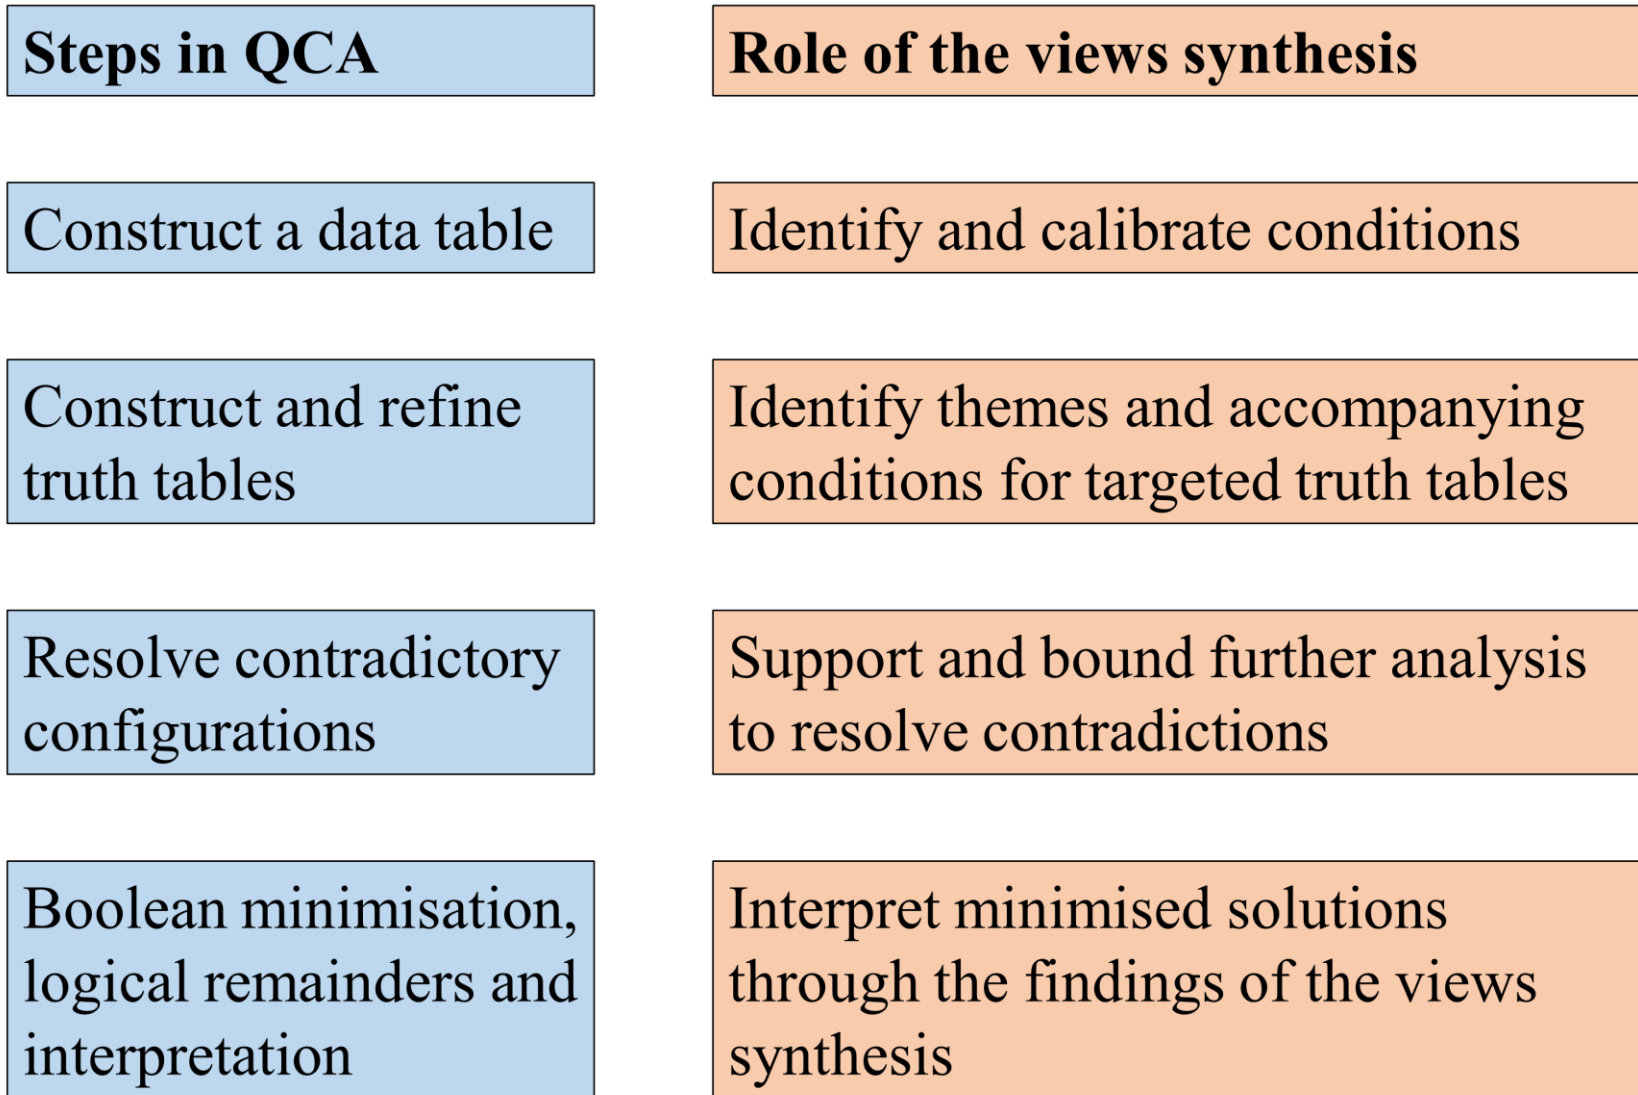 Steps in QCA
Role of the views synthesis
Construct a data table
Identify and calibrate conditions
Construct and refine
truth tables
Identify themes and accompanying
conditions for targeted truth tables
Resolve contradictory
configurations
Support and bound further analysis
to resolve contradictions
Boolean minimisation,
logical remainders and
interpretation
Interpret minimised solutions
through the findings of the views
synthesis